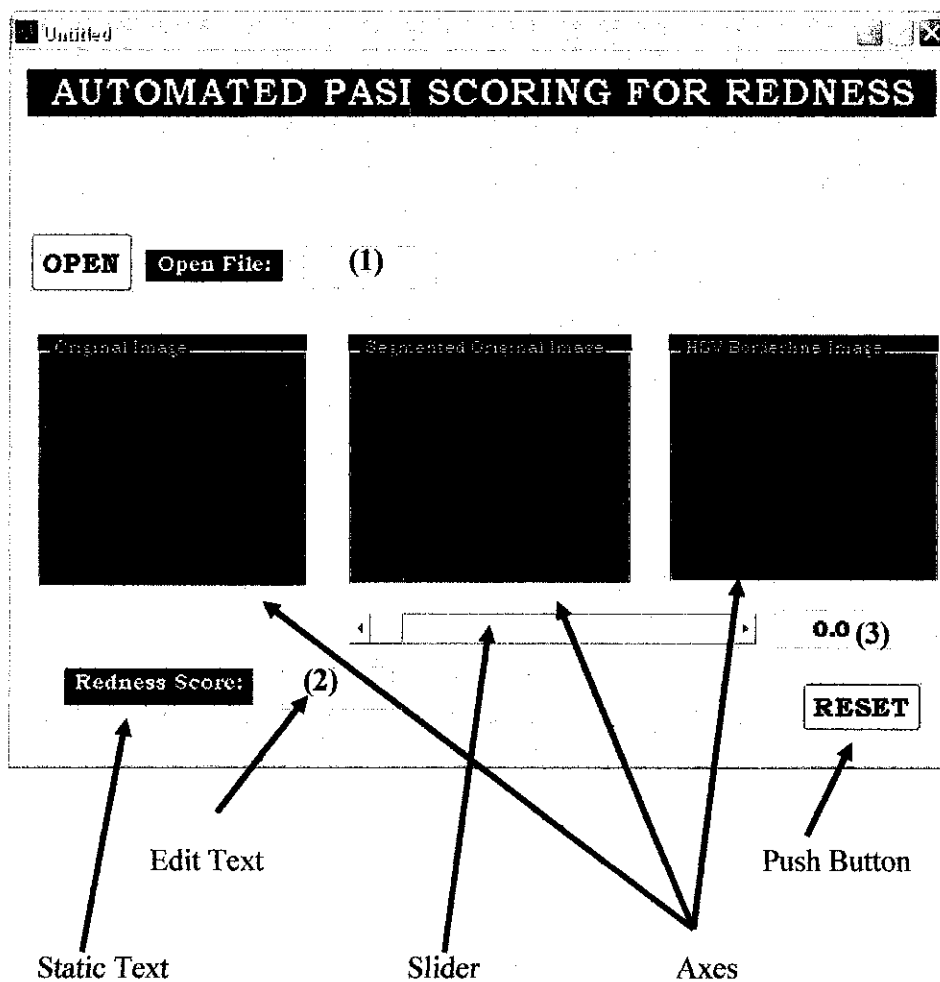 Untitled
AUTOMATED PASI SCORING FOR REDNESS
OPEN Open File: (1)
Original Image Segmented Original Image HSV Borderline Image
0.0 (3)
Redness Score: (2)
RESET
Edit Text Push Button
Static Text Slider Axes